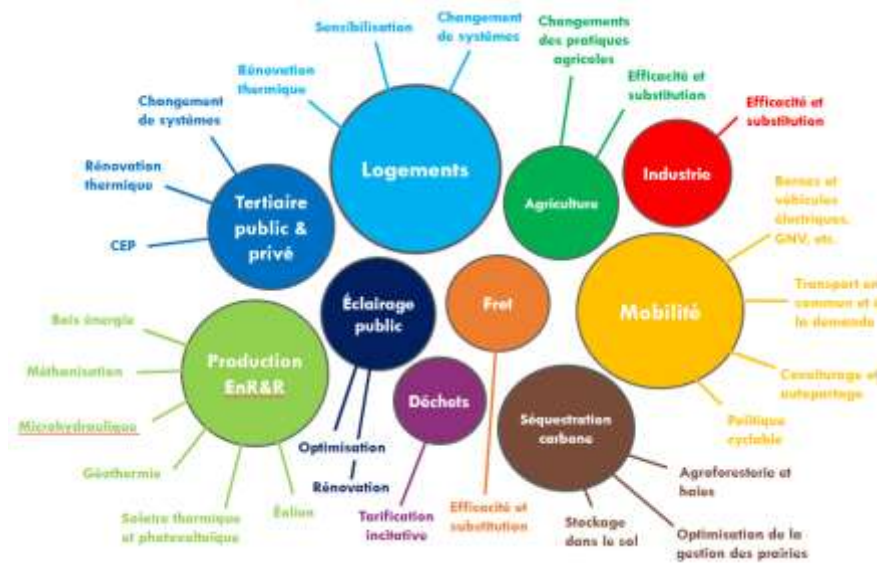 Sensibilisation
Changement
de systèmes
Rénovation
thermique
Logements
Changements
des pratiques
agricoles
Efficacité et
substitution
Agriculture
Efficacité et
substitution
Industrie
Changement
de systèmes
Rénovation
thermique
CEP
Tertiaire
public &
privé
Bornes et
véhicules
électriques,
GNV, etc.
Transport en
commun et à
la demande
Covoiturage et
autopartage
Politique
cyclable
Mobilité
Éclairage
public
Optimisation
Rénovation
Fret
Efficacité et
substitution
Bois énergie
Méthanisation
Microhydraulique
Géothermie
Solaire thermique
et photovoltaïque
Éolien
Production
EnR&R
Déchets
Tarification
incitative
Séquestration
carbone
Agroforesterie et
haies
Stockage
dans le sol
Optimisation de la
gestion des prairies